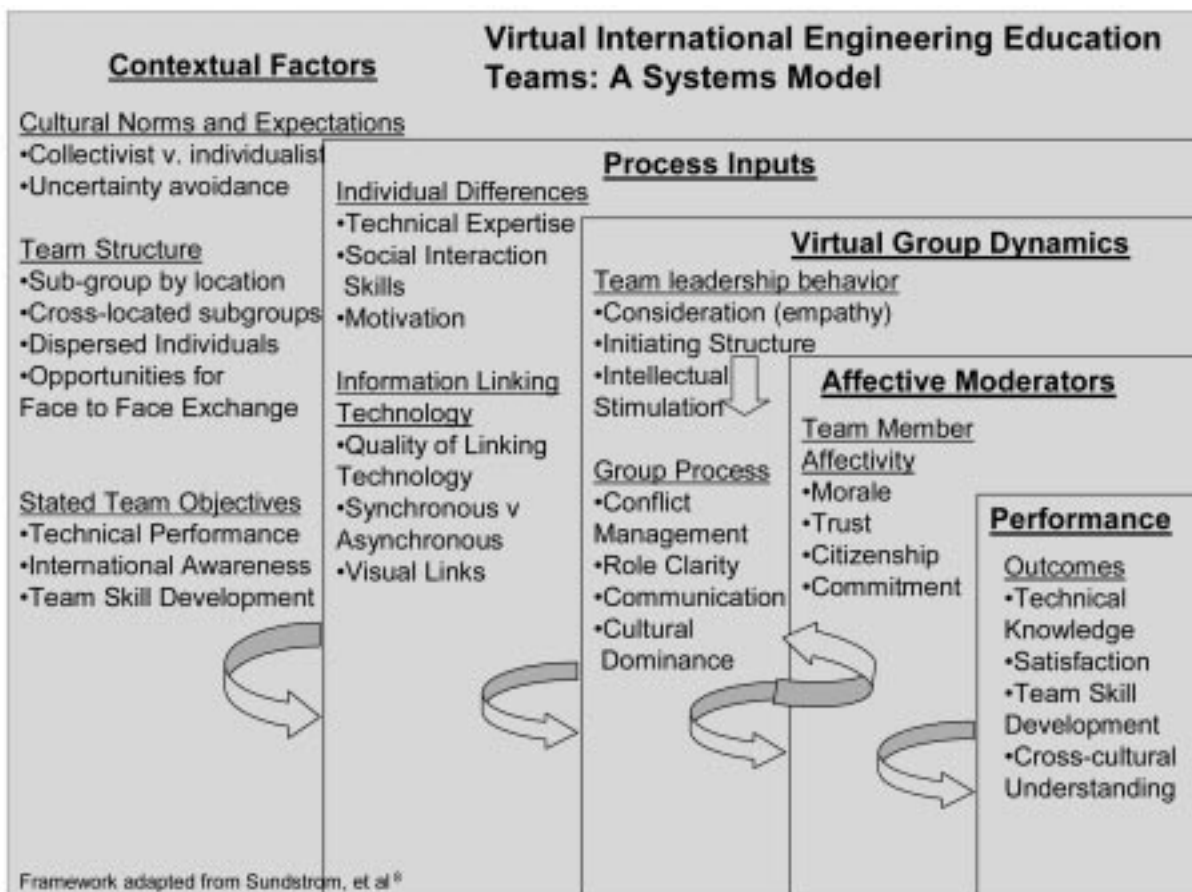 Virtual International Engineering Education
Teams: A Systems Model
Contextual Factors
Cultural Norms and Expectations
•Collectivist v. individualist
•Uncertainty avoidance
Team Structure
•Sub-group by location
•Cross-located subgroups
•Dispersed Individuals
•Opportunities for
Face to Face Exchange
Stated Team Objectives
•Technical Performance
•International Awareness
•Team Skill Development
Process Inputs
Individual Differences
•Technical Expertise
•Social Interaction
Skills
•Motivation
Information Linking
Technology
•Quality of Linking
Technology
•Synchronous v
Asynchronous
•Visual Links
Virtual Group Dynamics
Team leadership behavior
•Consideration (empathy)
•Initiating Structure
•Intellectual
Stimulation
Group Process
•Conflict
Management
•Role Clarity
•Communication
•Cultural
Dominance
Affective Moderators
Team Member
Affectivity
•Morale
•Trust
•Citizenship
•Commitment
Performance
Outcomes
•Technical
Knowledge
•Satisfaction
•Team Skill
Development
•Cross-cultural
Understanding
Framework adapted from Sundstrom, et al ⁸